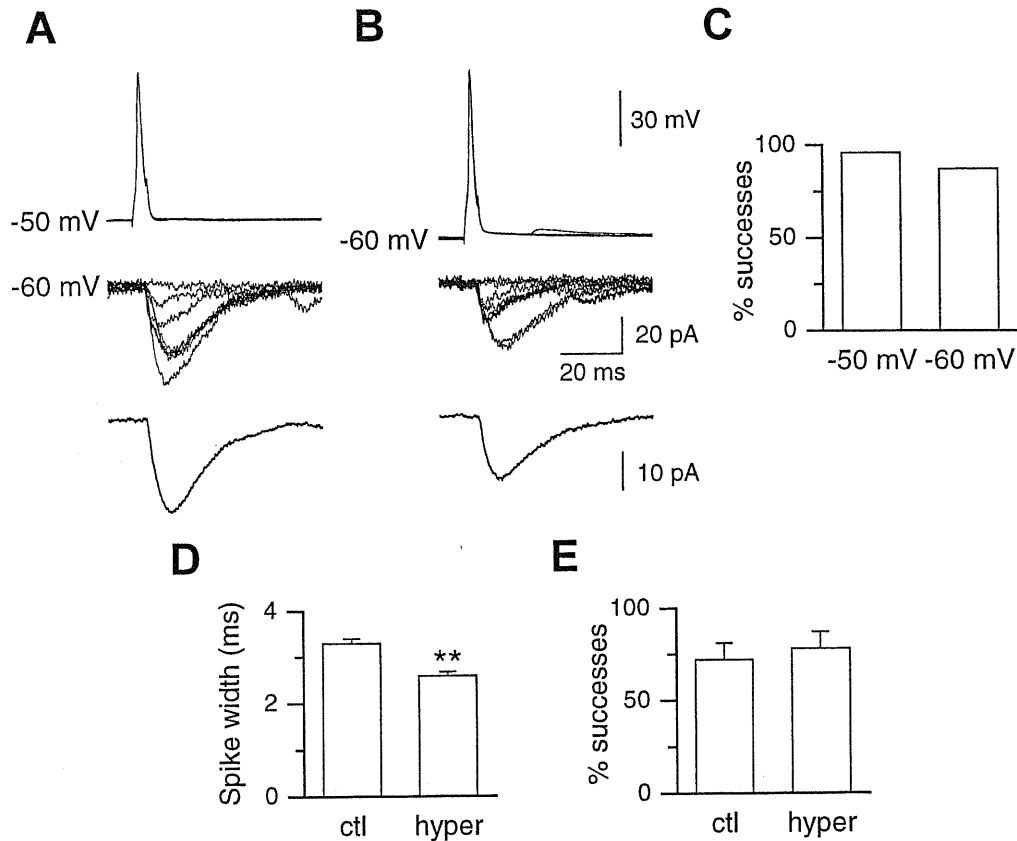 A
B
C
30 mV
-50 mV
-60 mV
-60 mV
20 pA
20 ms
10 pA
100
50
0
% successes
-50 mV
-60 mV
D
E
4
2
0
Spike width (ms)
**
ctl
hyper
100
50
0
% successes
ctl
hyper